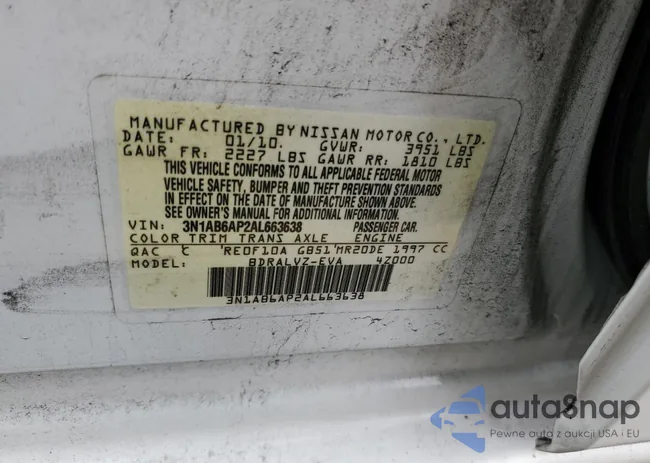 MANUFACTURED BY NISSAN MOTOR CO., LTD.
DATE: 01/10. GVWR: 3951 LBS
GAWR FR: 2227 LBS GAWR RR: 1810 LBS
THIS VEHICLE CONFORMS TO ALL APPLICABLE FEDERAL MOTOR
VEHICLE SAFETY, BUMPER AND THEFT PREVENTION STANDARDS
IN EFFECT ON THE DATE OF MANUFACTURE SHOWN ABOVE.
SEE OWNER'S MANUAL FOR ADDITIONAL INFORMATION.
VIN: 3N1AB6AP2AL663638 PASSENGER CAR.
COLOR TRIM TRANS AXLE ENGINE
QAC RE0F10A GB51 MR20DE 1997 CC
MODEL: BDRALVZ-EVA 42000
3N1AB6AP2AL663638
autasnap
Pewne auta z aukcji USA i EU